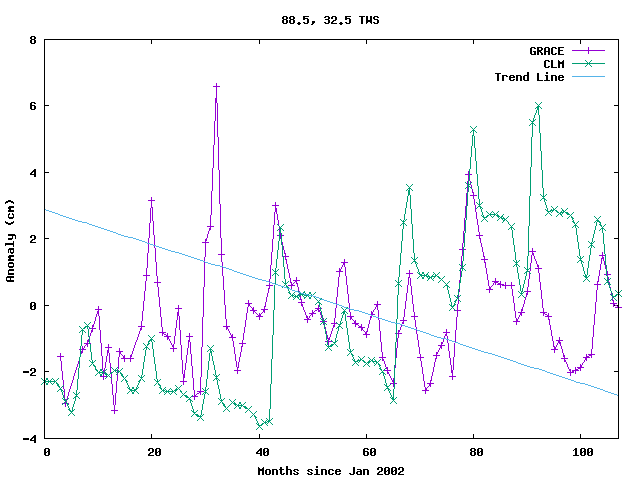 88.5, 32.5 TWS
GRACE
CLM
Trend Line
8
6
4
2
0
-2
-4
Anomaly (cm)
0 20 40 60 80 100
Months since Jan 2002